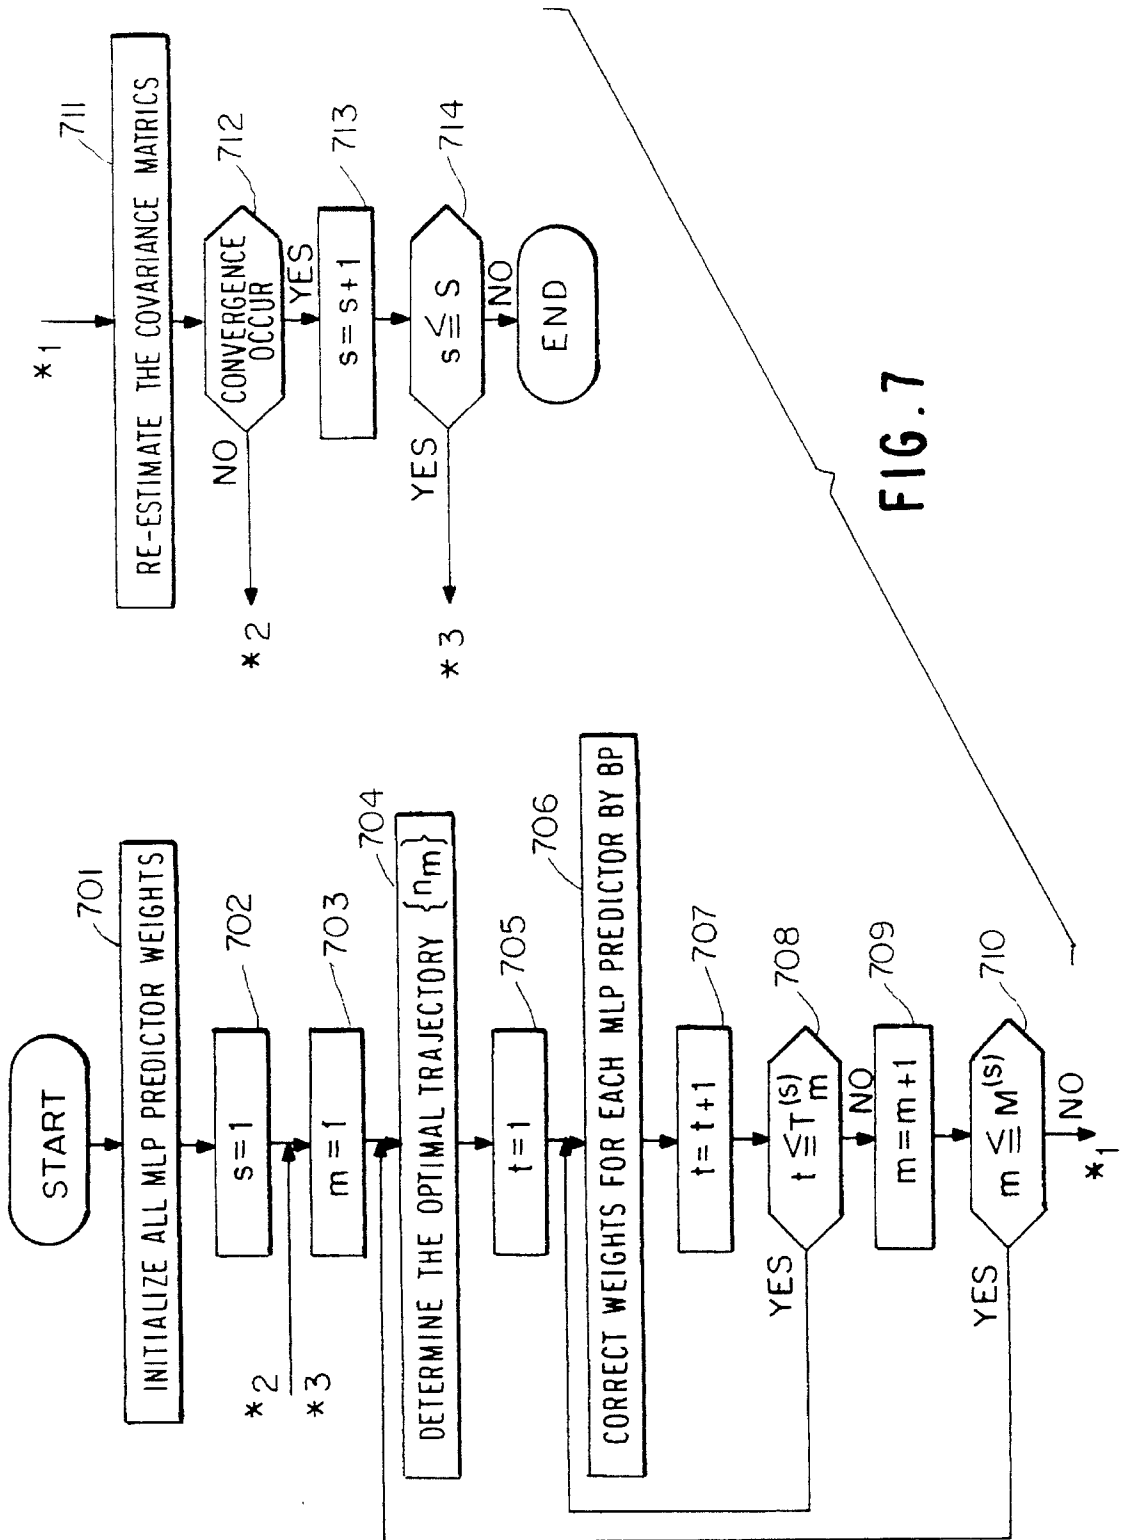 START
701
INITIALIZE ALL MLP PREDICTOR WEIGHTS
702
s = 1
*2
*3
703
m = 1
704
DETERMINE THE OPTIMAL TRAJECTORY {nm}
705
t = 1
706
CORRECT WEIGHTS FOR EACH MLP PREDICTOR BY BP
707
t = t + 1
708
t ≦ Tm(s)
YES
NO
709
m = m + 1
710
m ≦ M(s)
YES
NO
*1
*1
711
RE-ESTIMATE THE COVARIANCE MATRICS
712
CONVERGENCE
OCCUR
NO
YES
*2
713
s = s + 1
714
s ≦ S
YES
NO
*3
END
FIG. 7